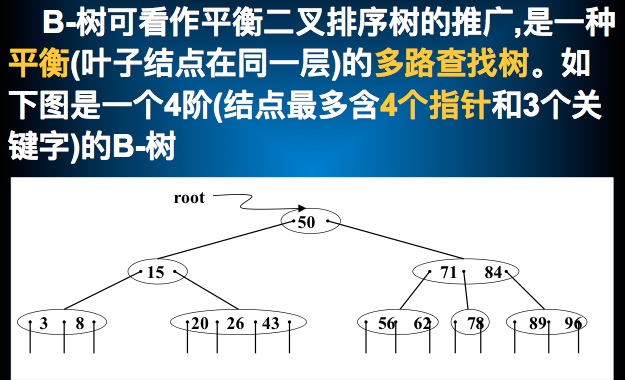 B-树可看作平衡二叉排序树的推广,是一种
平衡(叶子结点在同一层)的多路查找树。如
下图是一个4阶(结点最多含4个指针和3个关
键字)的B-树
root
50
15
71 84
3 8
20 26 43
56 62
78
89 96